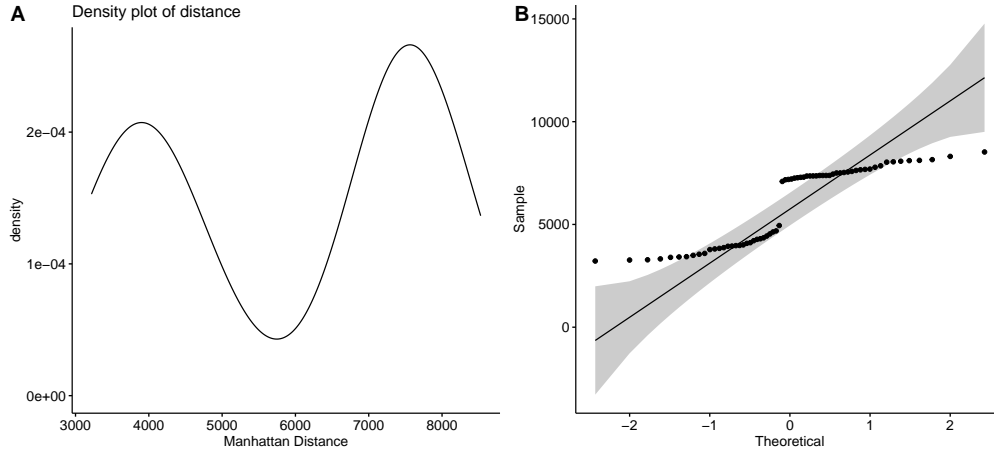 A
Density plot of distance
density
2e−04
1e−04
0e+00
3000 4000 5000 6000 7000 8000
Manhattan Distance
B
Sample
15000
10000
5000
0
−2 −1 0 1 2
Theoretical